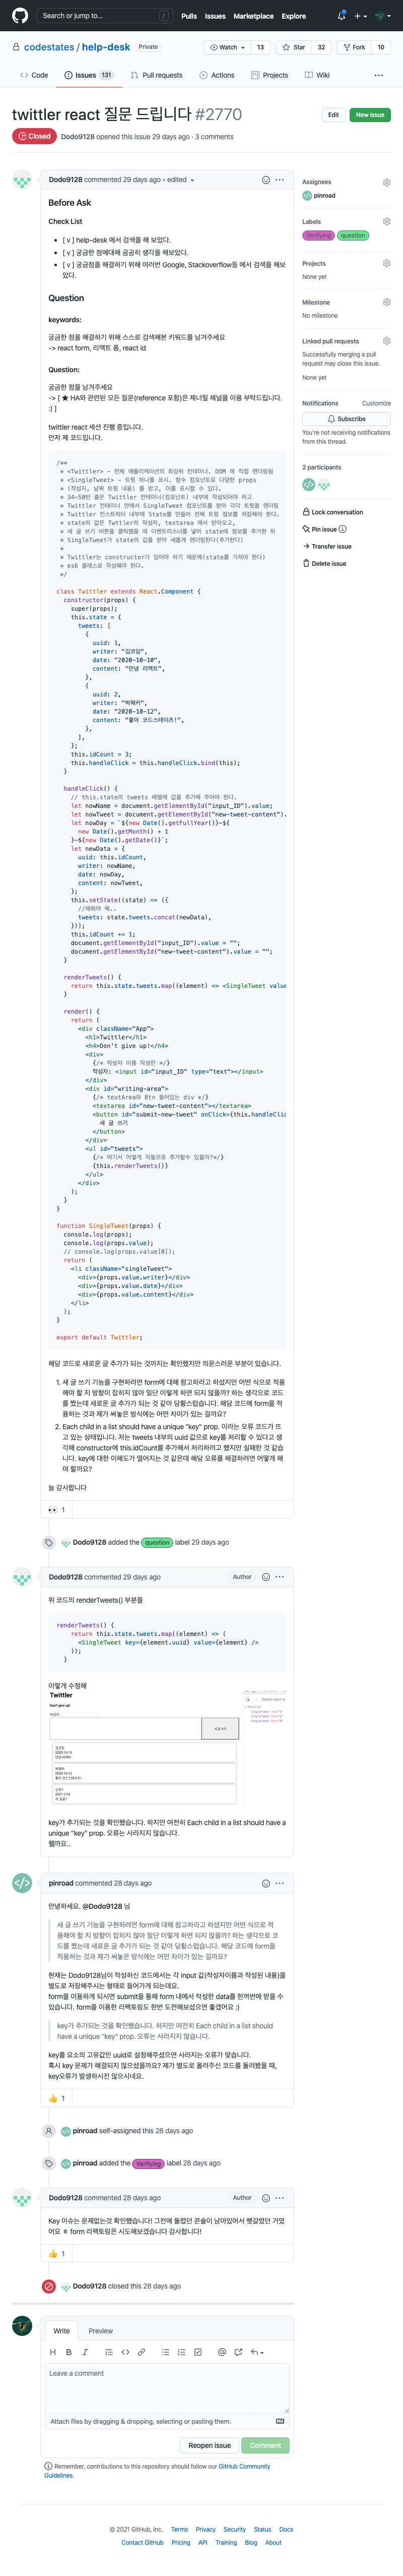 Search or jump to...
/
Pulls Issues Marketplace Explore
codestates / help-desk Private
Watch 13
Star 32
Fork 10
Code
Issues 131
Pull requests
Actions
Projects
Wiki
twittler react 질문 드립니다 #2770
Edit
New issue
Closed
Dodo9128 opened this issue 29 days ago · 3 comments
Dodo9128 commented 29 days ago • edited
Before Ask
Check List
[ v ] help-desk 에서 검색을 해 보았다.
[ v ] 궁금한 점에대해 곰곰히 생각을 해보았다.
[ v ] 궁금점을 해결하기 위해 여러번 Google, Stackoverflow등 에서 검색을 해보
았다.
Question
keywords:
궁금한 점을 해결하기 위해 스스로 검색해본 키워드를 남겨주세요
-> react form, 리액트 폼, react id
Question:
궁금한 점을 남겨주세요
-> [ ★ HA와 관련된 모든 질문(reference 포함)은 제너럴 채널을 이용 부탁드립니다.
:) ]
twittler react 세션 진행 중입니다.
먼저 제 코드입니다.
/**
* <Twittler> - 전체 애플리케이션의 최상위 컨테이너, DOM 에 직접 렌더링됨
* <SingleTweet> - 트윗 하나를 표시, 함수 컴포넌트로 다양한 props
* (작성자, 날짜 트윗 내용) 를 받고, 이를 표시할 수 있다.
* 34~50번 줄은 Twittler 컨테이너(컴포넌트) 내부에 작성되어야 하고
* Twittler 컨테이너 안에서 SingleTweet 컴포넌트를 받아 각각 트윗을 렌더링
* Twittler 컨스트럭터 내부에 State를 만들어 전체 트윗 정보를 저장해야 한다.
* state의 값은 Twttler의 작성자, textarea 에서 받아오고,
* 새 글 쓰기 버튼을 클릭했을 때 이벤트리스너를 넣어 state에 정보를 추가한 뒤
* SingleTweet가 state의 값을 받아 새롭게 렌더링한다(추가한다)
*
* Twittler는 constructor가 있어야 하기 때문에(state를 가져야 한다)
* es6 클래스로 작성해야 한다.
*/
class Twittler extends React.Component {
constructor(props) {
super(props);
this.state = {
tweets: [
{
uuid: 1,
writer: "김코딩",
date: "2020-10-10",
content: "안녕 리액트",
},
{
uuid: 2,
writer: "박해커",
date: "2020-10-12",
content: "좋아 코드스테이츠!",
},
],
};
this.idCount = 3;
this.handleClick = this.handleClick.bind(this);
}
handleClick() {
// this.state의 tweets 배열에 값을 추가해 주어야 한다.
let nowName = document.getElementById("input_ID").value;
let nowTweet = document.getElementById("new-tweet-content").
let nowDay = `${new Date().getFullYear()}-${
new Date().getMonth() + 1
}-${new Date().getDate()}`;
let newData = {
uuid: this.idCount,
writer: nowName,
date: nowDay,
content: nowTweet,
};
this.setState((state) => ({
//채워야 해..
tweets: state.tweets.concat(newData),
}));
this.idCount += 1;
document.getElementById("input_ID").value = "";
document.getElementById("new-tweet-content").value = ""
}
renderTweets() {
return this.state.tweets.map((element) => <SingleTweet value
}
render() {
return (
<div className="App">
<h1>Twittler</h1>
<h4>Don't give up!</h4>
<div>
{/* 작성자 이름 작성란 */}
작성자: <input id="input_ID" type="text"></input>
</div>
<div id="writing-area">
{/* textArea와 Btn 들어있는 div */}
<textarea id="new-tweet-content"></textarea>
<button id="submit-new-tweet" onClick={this.handleClic
새 글 쓰기
</button>
</div>
<ul id="tweets">
{/* 여기서 어떻게 자동으로 추가할수 있을까?*/}
{this.renderTweets()}
</ul>
</div>
);
}
}
function SingleTweet(props) {
console.log(props);
console.log(props.value);
// console.log(props.value[0]);
return (
<li className="singleTweet">
<div>{props.value.writer}</div>
<div>{props.value.date}</div>
<div>{props.value.content}</div>
</li>
);
}
export default Twittler;
해당 코드로 새로운 글 추가가 되는 것까지는 확인했지만 의문스러운 부분이 있습니다.
1. 새 글 쓰기 기능을 구현하려면 form에 대해 참고하라고 하셨지만 어떤 식으로 적용
해야 할 지 방향이 잡히지 않아 일단 이렇게 하면 되지 않을까? 하는 생각으로 코드
를 짰는데 새로운 글 추가가 되는 것 같아 당황스럽습니다. 해당 코드에 form을 적
용하는 것과 제가 써놓은 방식에는 어떤 차이가 있는 걸까요?
2. Each child in a list should have a unique "key" prop. 이라는 오류 코드가 뜨
고 있는 상태입니다. 저는 tweets 내부의 uuid 값으로 key를 처리할 수 있다고 생
각해 constructor에 this.idCount를 추가해서 처리하려고 했지만 실패한 것 같습
니다. key에 대한 이해도가 떨어지는 것 같은데 해당 오류를 해결하려면 어떻게 해
야 할까요?
늘 감사합니다
👀 1
Dodo9128 added the question label 29 days ago
Dodo9128 commented 29 days ago
Author
위 코드의 renderTweets() 부분을
renderTweets() {
return this.state.tweets.map((element) => (
<SingleTweet key={element.uuid} value={element} />
));
}
이렇게 수정해
Twittler
Don't give up!
key가 추가되는 것을 확인했습니다. 하지만 여전히 Each child in a list should have a
unique "key" prop. 오류는 사라지지 않습니다.
뭘까요..
pinroad commented 28 days ago
안녕하세요. @Dodo9128 님
새 글 쓰기 기능을 구현하려면 form에 대해 참고하라고 하셨지만 어떤 식으로 적
용해야 할 지 방향이 잡히지 않아 일단 이렇게 하면 되지 않을까? 하는 생각으로 코
드를 짰는데 새로운 글 추가가 되는 것 같아 당황스럽습니다. 해당 코드에 form을
적용하는 것과 제가 써놓은 방식에는 어떤 차이가 있는 걸까요?
현재는 Dodo9128님이 작성하신 코드에서는 각 input 값(작성자이름과 작성된 내용)을
별도로 저장해주시는 형태로 들어가게 되는데요.
form을 이용하게 되시면 submit을 통해 form 내에서 작성한 data를 한꺼번에 받을 수
있습니다. form을 이용한 리팩토링도 한번 도전해보셨으면 좋겠어요 :)
key가 추가되는 것을 확인했습니다. 하지만 여전히 Each child in a list should
have a unique "key" prop. 오류는 사라지지 않습니다.
key를 요소의 고유값인 uuid로 설정해주셨으면 사라지는 오류가 맞습니다.
혹시 key 문제가 해결되지 않으셨을까요? 제가 별도로 올려주신 코드를 돌려봤을 때,
key오류가 발생하시진 않으시네요.
👍 1
pinroad self-assigned this 28 days ago
pinroad added the Verifying label 28 days ago
Dodo9128 commented 28 days ago
Author
Key 이슈는 문제없는것 확인했습니다! 그전에 돌렸던 콘솔이 남아있어서 헷갈렸던 거였
어요 ㅎ form 리팩토링은 시도해보겠습니다 감사합니다!
👍 1
Dodo9128 closed this 28 days ago
Write
Preview
Leave a comment
Attach files by dragging & dropping, selecting or pasting them.
Reopen issue
Comment
Remember, contributions to this repository should follow our GitHub Community
Guidelines.
Assignees
pinroad
Labels
Verifying question
Projects
None yet
Milestone
No milestone
Linked pull requests
Successfully merging a pull
request may close this issue.
None yet
Notifications Customize
Subscribe
You're not receiving notifications
from this thread.
2 participants
Lock conversation
Pin issue
Transfer issue
Delete issue
© 2021 GitHub, Inc. Terms Privacy Security Status Docs
Contact GitHub Pricing API Training Blog About